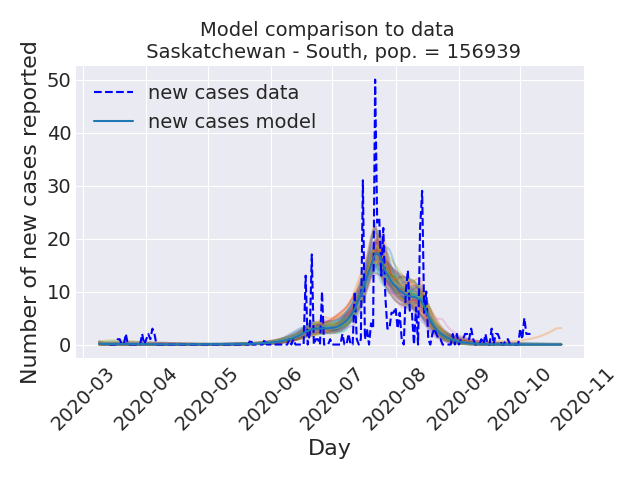 Model comparison to data
Saskatchewan - South, pop. = 156939
Number of new cases reported
50
40
30
20
10
0
new cases data
new cases model
2020-03
2020-04
2020-05
2020-06
2020-07
2020-08
2020-09
2020-10
2020-11
Day